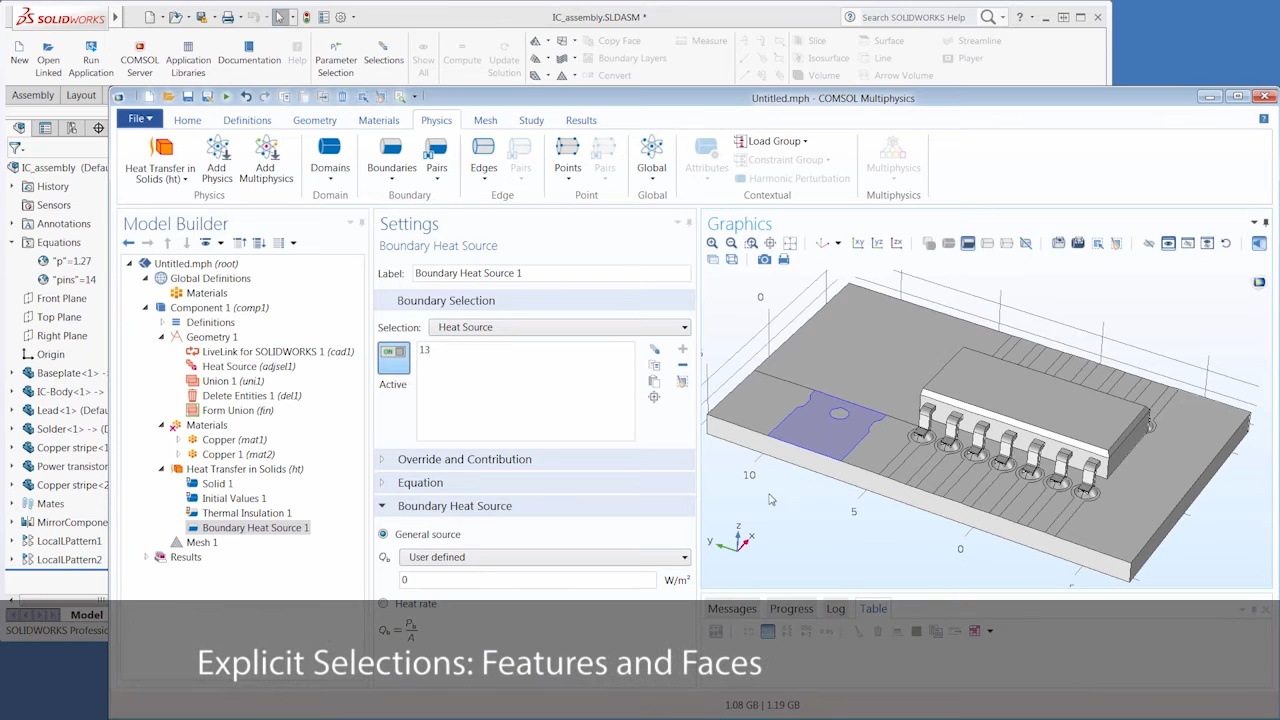 SOLIDWORKS
IC_assembly.SLDASM *
Search SOLIDWORKS Help
New
Open Linked
Run Application
COMSOL Server
Application Libraries
Documentation
Help
Parameter Selection
Selections
Show All
Compute
Update Solution
Copy Face
Boundary Layers
Convert
Measure
Slice
Isosurface
Volume
Surface
Line
Arrow Volume
Streamline
Player
Assembly
Layout
IC_assembly (Defau
History
Sensors
Annotations
Equations
"p"=1.27
"pins"=14
Front Plane
Top Plane
Right Plane
Origin
Baseplate<1> ->
IC-Body<1> (De
Lead<1> (Defau
Solder<1> -> (D
Copper stripe<
Power transistor
Copper stripe<2
Mates
MirrorCompone
LocalLPattern1
LocalLPattern2
Model
SOLIDWORKS Professio
Untitled.mph - COMSOL Multiphysics
File
Home
Definitions
Geometry
Materials
Physics
Mesh
Study
Results
Heat Transfer in Solids (ht)
Add Physics
Add Multiphysics
Physics
Domains
Domain
Boundaries
Pairs
Boundary
Edges
Pairs
Edge
Points
Pairs
Point
Global
Global
Attributes
Load Group
Constraint Group
Harmonic Perturbation
Contextual
Multiphysics
Multiphysics
Model Builder
Untitled.mph (root)
Global Definitions
Materials
Component 1 (comp1)
Definitions
Geometry 1
LiveLink for SOLIDWORKS 1 (cad1)
Heat Source (adjsel1)
Union 1 (uni1)
Delete Entities 1 (del1)
Form Union (fin)
Materials
Copper (mat1)
Copper 1 (mat2)
Heat Transfer in Solids (ht)
Solid 1
Initial Values 1
Thermal Insulation 1
Boundary Heat Source 1
Mesh 1
Results
Settings
Boundary Heat Source
Label: Boundary Heat Source 1
Boundary Selection
Selection: Heat Source
ON
Active
13
Override and Contribution
Equation
Boundary Heat Source
General source
Qb User defined
0 W/m²
Heat rate
Qb = Pb/A
Graphics
xy yz zx
0
10
5
0
z
y x
Messages
Progress
Log
Table
Explicit Selections: Features and Faces
1.08 GB | 1.19 GB